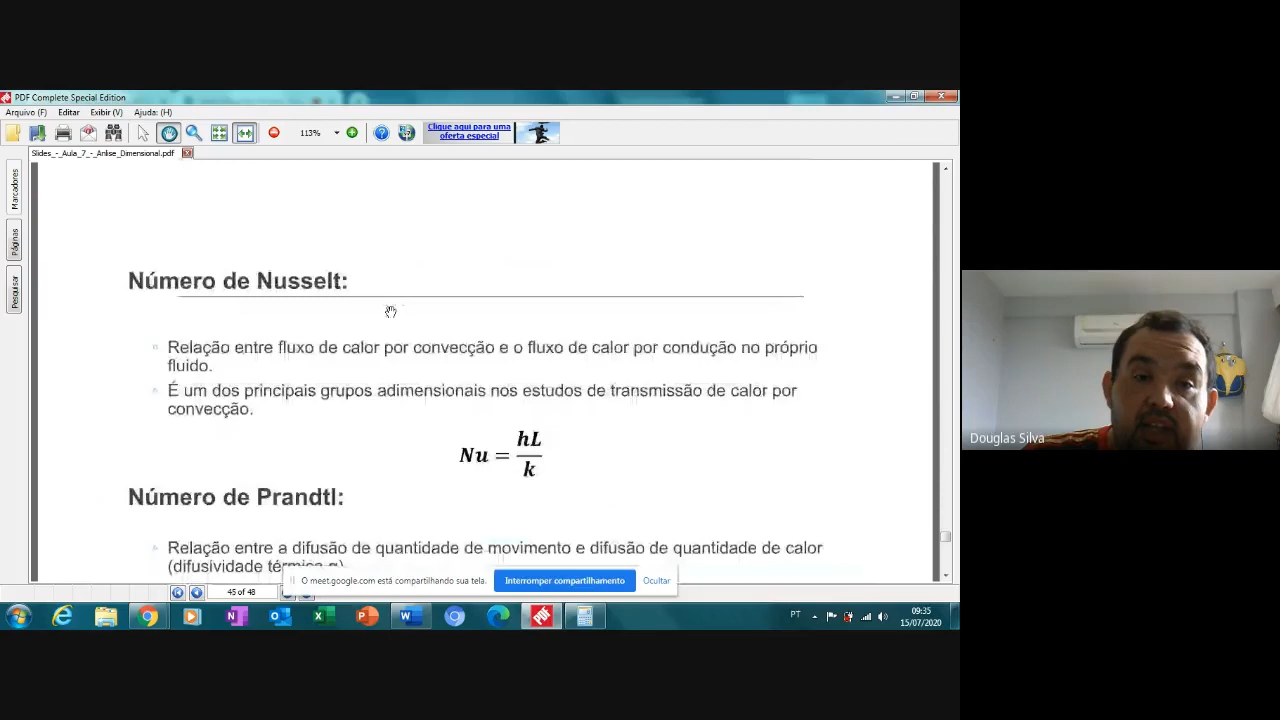 PDF Complete Special Edition
Arquivo (F) Editar Exibir (V) Ajuda: (H)
113%
Clique aqui para uma
oferta especial
Slides_-_Aula_7_-_Anlise_Dimensional.pdf
Marcadores
Páginas
Pesquisar
Número de Nusselt:
Relação entre fluxo de calor por convecção e o fluxo de calor por condução no próprio
fluido.
É um dos principais grupos adimensionais nos estudos de transmissão de calor por
convecção.
Nu = hL/k
Número de Prandtl:
Relação entre a difusão de quantidade de movimento e difusão de quantidade de calor
(difusividade térmica
O meet.google.com está compartilhando sua tela. Interromper compartilhamento Ocultar
45 of 48
PT
09:35
15/07/2020
Douglas Silva